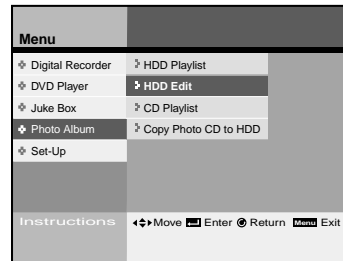 Menu
Digital Recorder
DVD Player
Juke Box
Photo Album
Set-Up
HDD Playlist
HDD Edit
CD Playlist
Copy Photo CD to HDD
Instructions
Move Enter Return Menu Exit